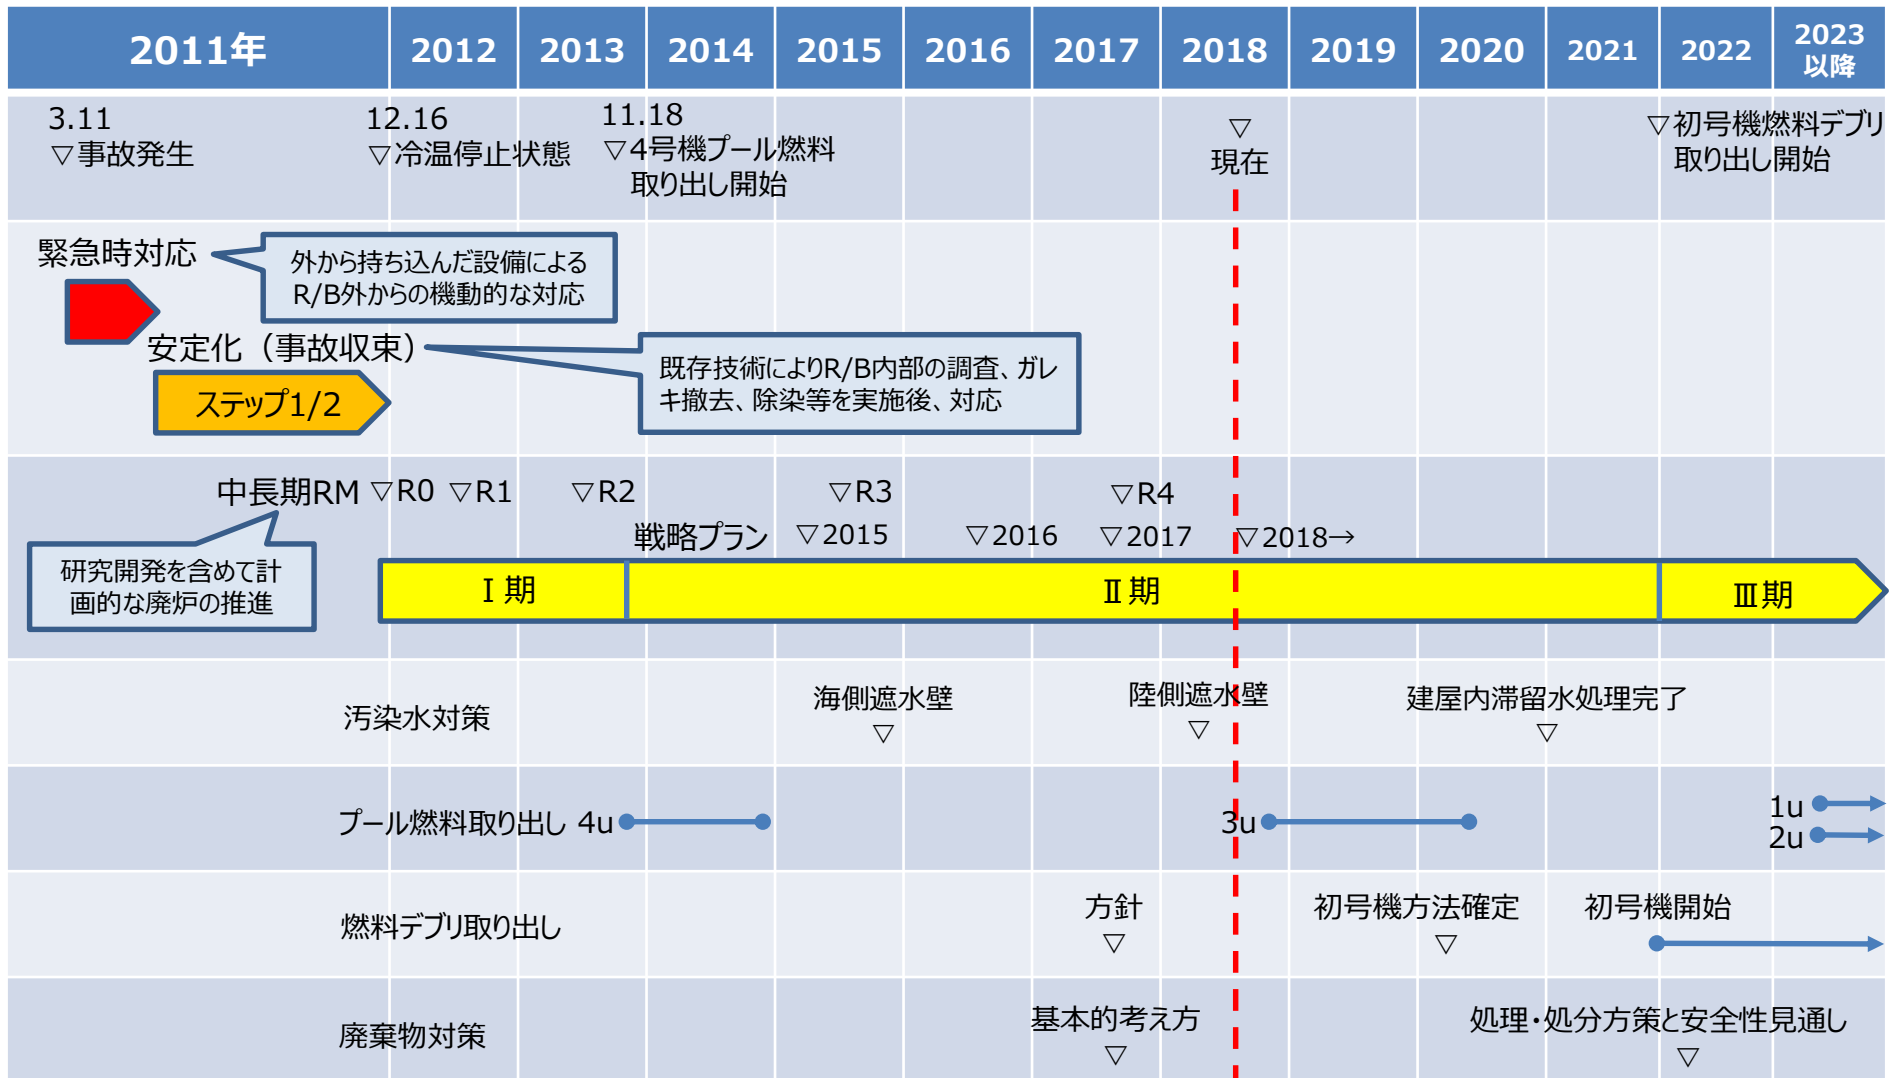 2011年 2012 2013 2014 2015 2016 2017 2018 2019 2020 2021 2022 2023
以降
3.11
▽事故発生
12.16
▽冷温停止状態
11.18
▽4号機プール燃料
取り出し開始
▽
現在
▽初号機燃料デブリ
取り出し開始
緊急時対応
外から持ち込んだ設備による
R/B外からの機動的な対応
安定化（事故収束）
ステップ1/2
既存技術によりR/B内部の調査、ガレ
キ撤去、除染等を実施後、対応
中長期RM ▽R0 ▽R1 ▽R2 ▽R3 ▽R4
戦略プラン ▽2015 ▽2016 ▽2017 ▽2018→
研究開発を含めて計
画的な廃炉の推進
Ⅰ期 Ⅱ期 Ⅲ期
汚染水対策
海側遮水壁
▽
陸側遮水壁
▽
建屋内滞留水処理完了
▽
プール燃料取り出し 4u 3u
1u
2u
燃料デブリ取り出し
方針
▽
初号機方法確定
▽
初号機開始
廃棄物対策
基本的考え方
▽
処理・処分方策と安全性見通し
▽